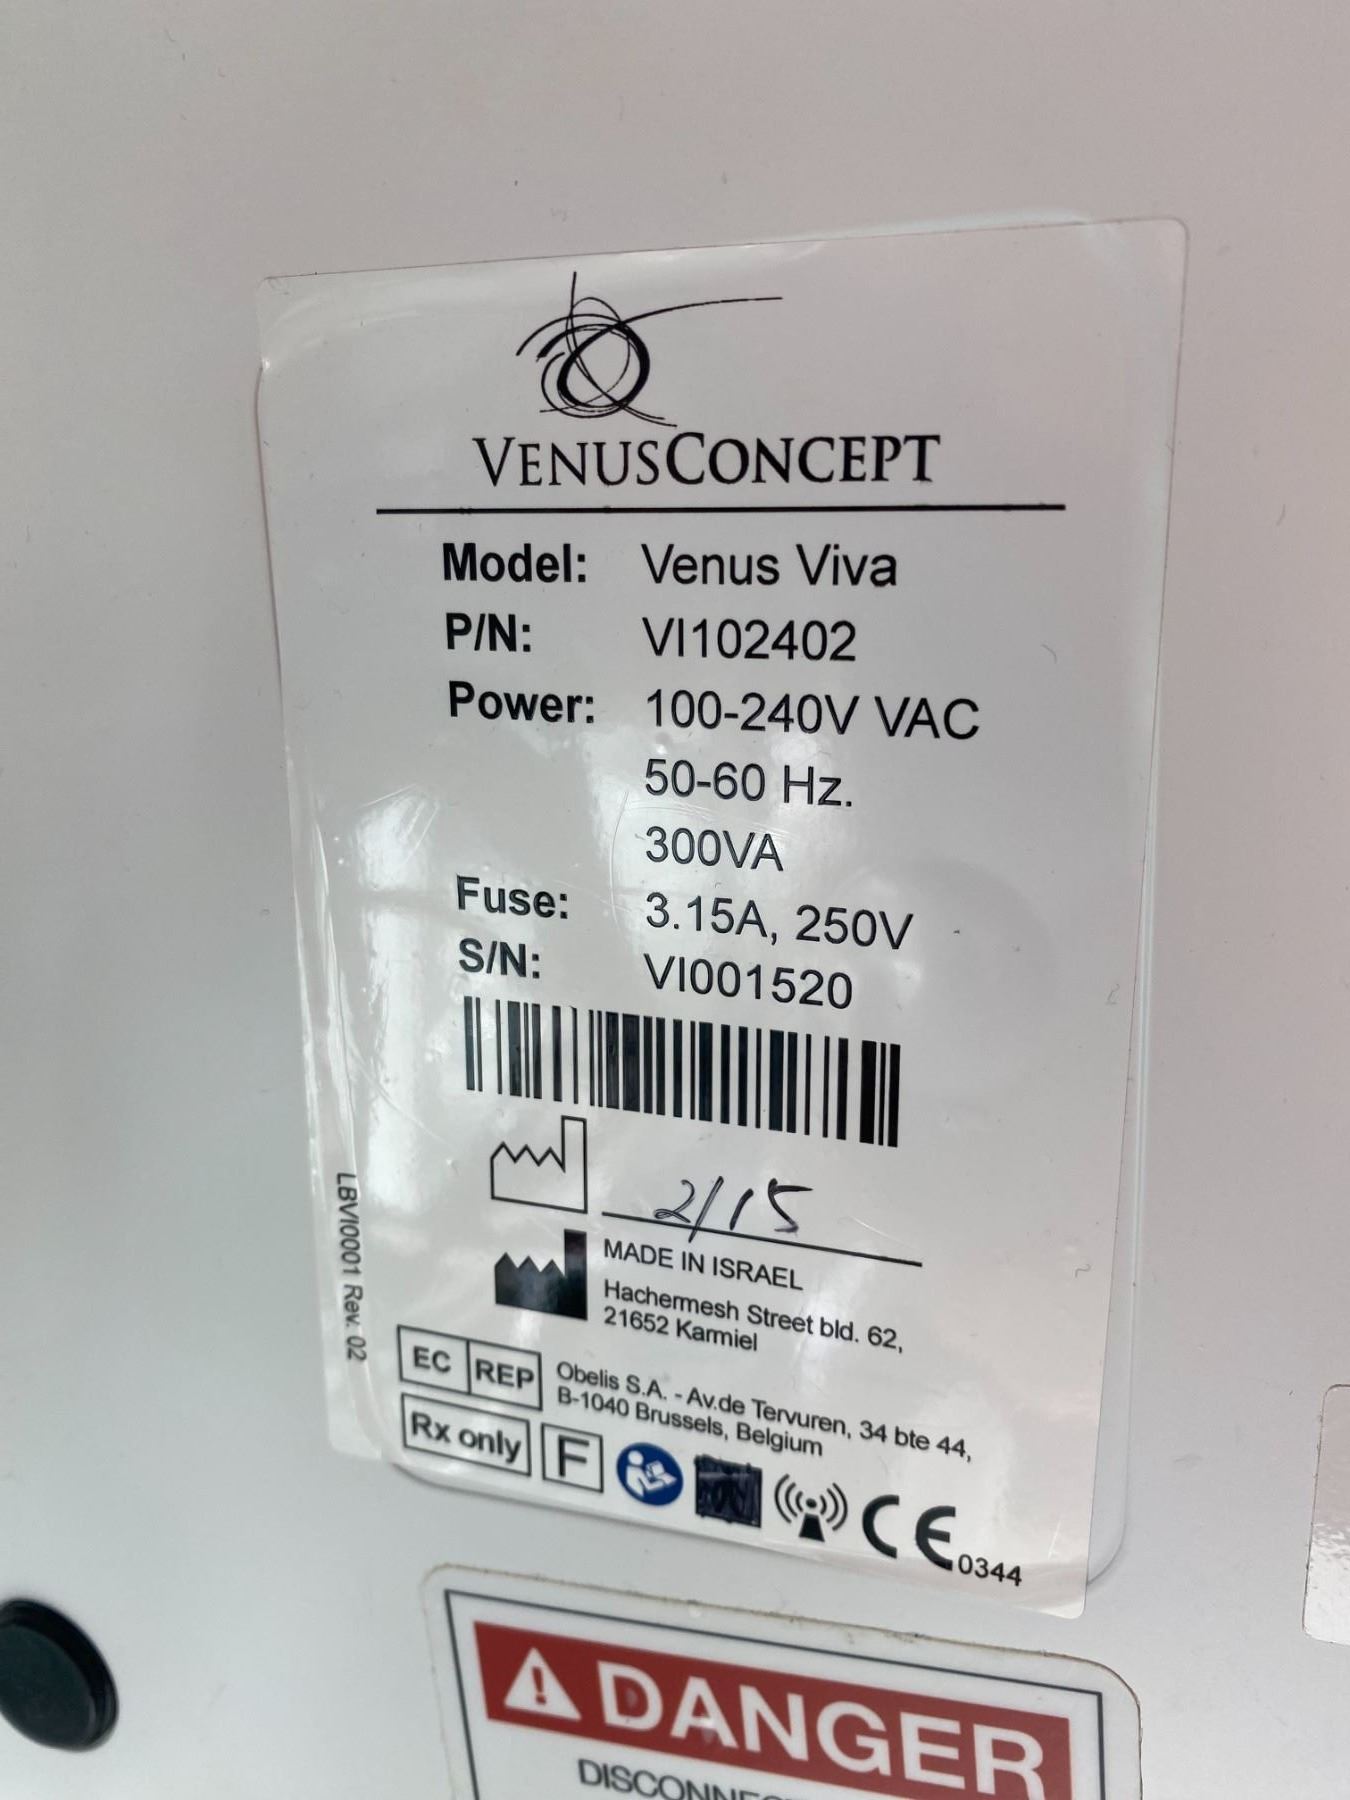 VENUSCONCEPT
Model: Venus Viva
P/N: VI102402
Power: 100-240V VAC
50-60 Hz.
300VA
Fuse: 3.15A, 250V
S/N: VI001520
2/15
MADE IN ISRAEL
Hachermesh Street bld. 62,
21652 Karmiel
LBVI0001 Rev. 02
EC REP Obelis S.A. - Av.de Tervuren, 34 bte 44,
B-1040 Brussels, Belgium
Rx only F CE 0344
DANGER